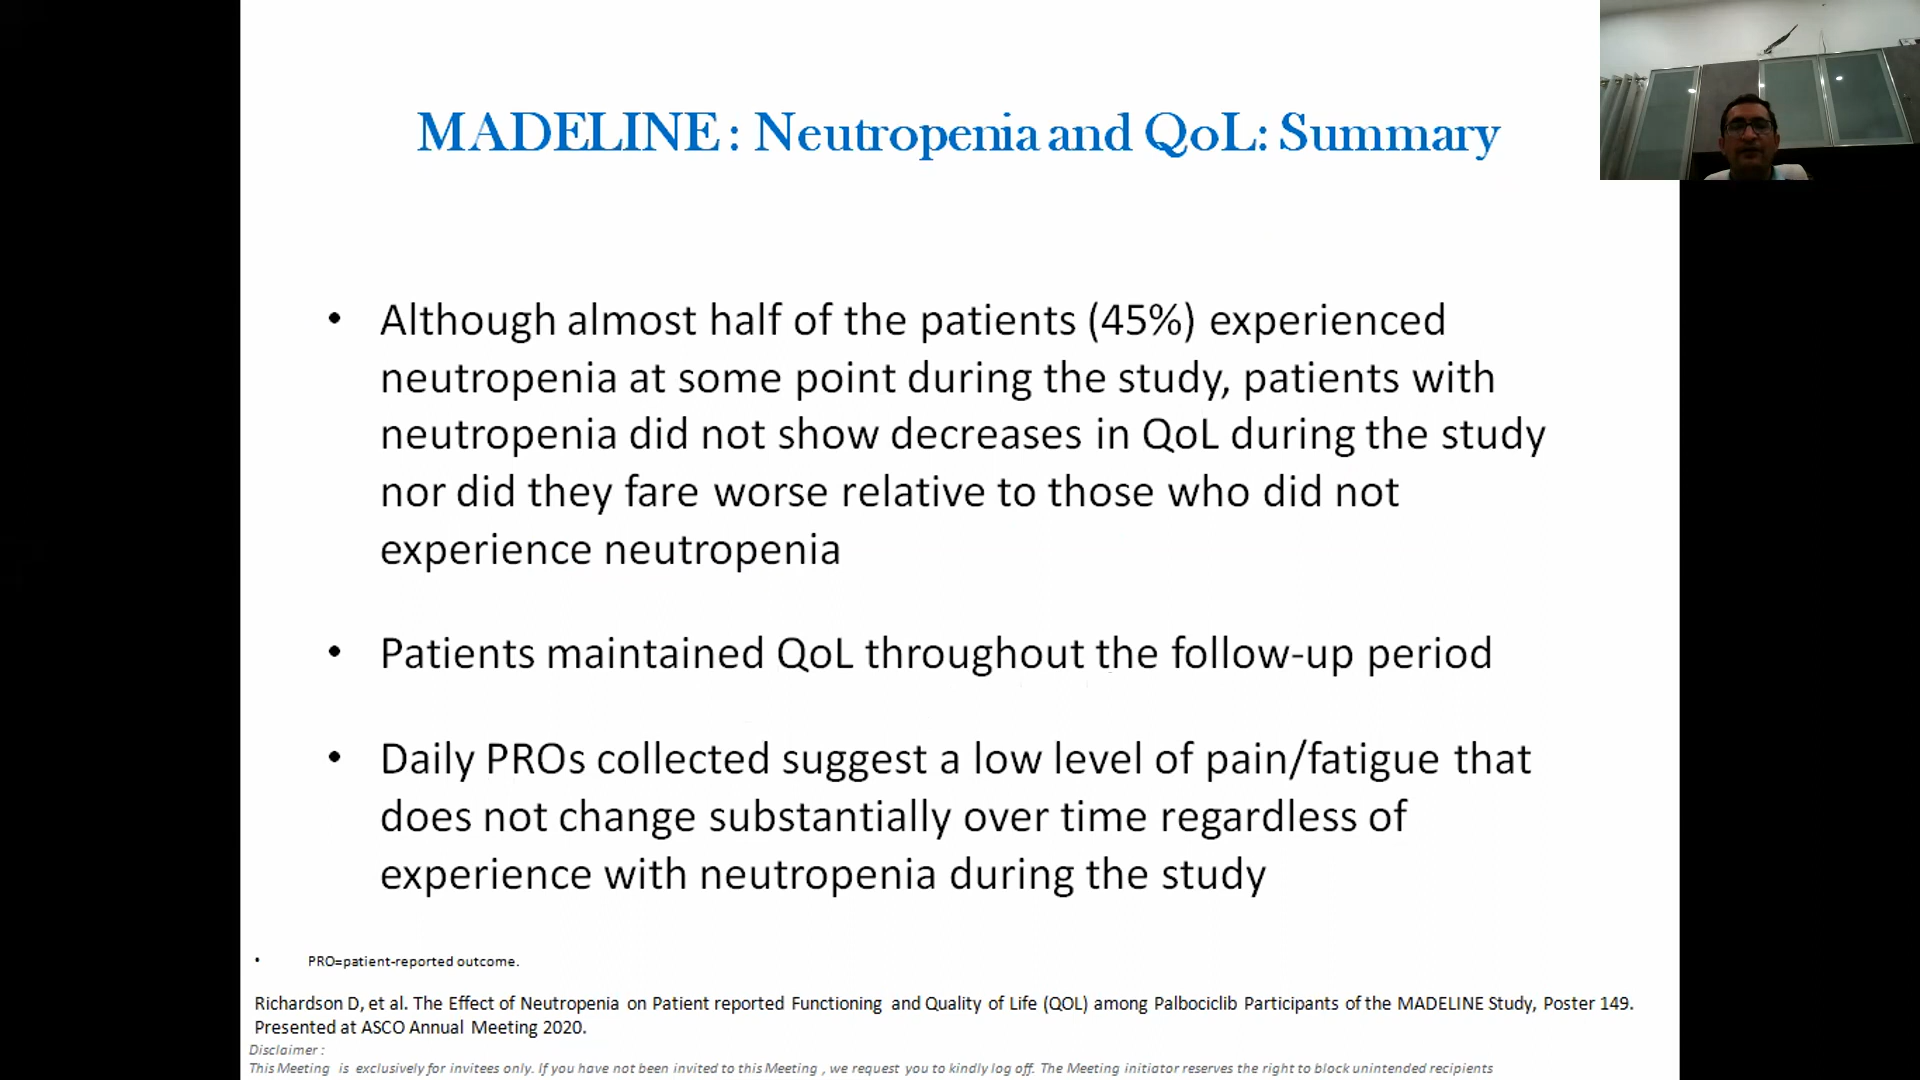 MADELINE : Neutropenia and QoL: Summary
• Although almost half of the patients (45%) experienced
neutropenia at some point during the study, patients with
neutropenia did not show decreases in QoL during the study
nor did they fare worse relative to those who did not
experience neutropenia
• Patients maintained QoL throughout the follow-up period
• Daily PROs collected suggest a low level of pain/fatigue that
does not change substantially over time regardless of
experience with neutropenia during the study
• PRO=patient-reported outcome.
Richardson D, et al. The Effect of Neutropenia on Patient reported Functioning and Quality of Life (QOL) among Palbociclib Participants of the MADELINE Study, Poster 149.
Presented at ASCO Annual Meeting 2020.
Disclaimer :
This Meeting is exclusively for invitees only. If you have not been invited to this Meeting , we request you to kindly log off. The Meeting initiator reserves the right to block unintended recipients